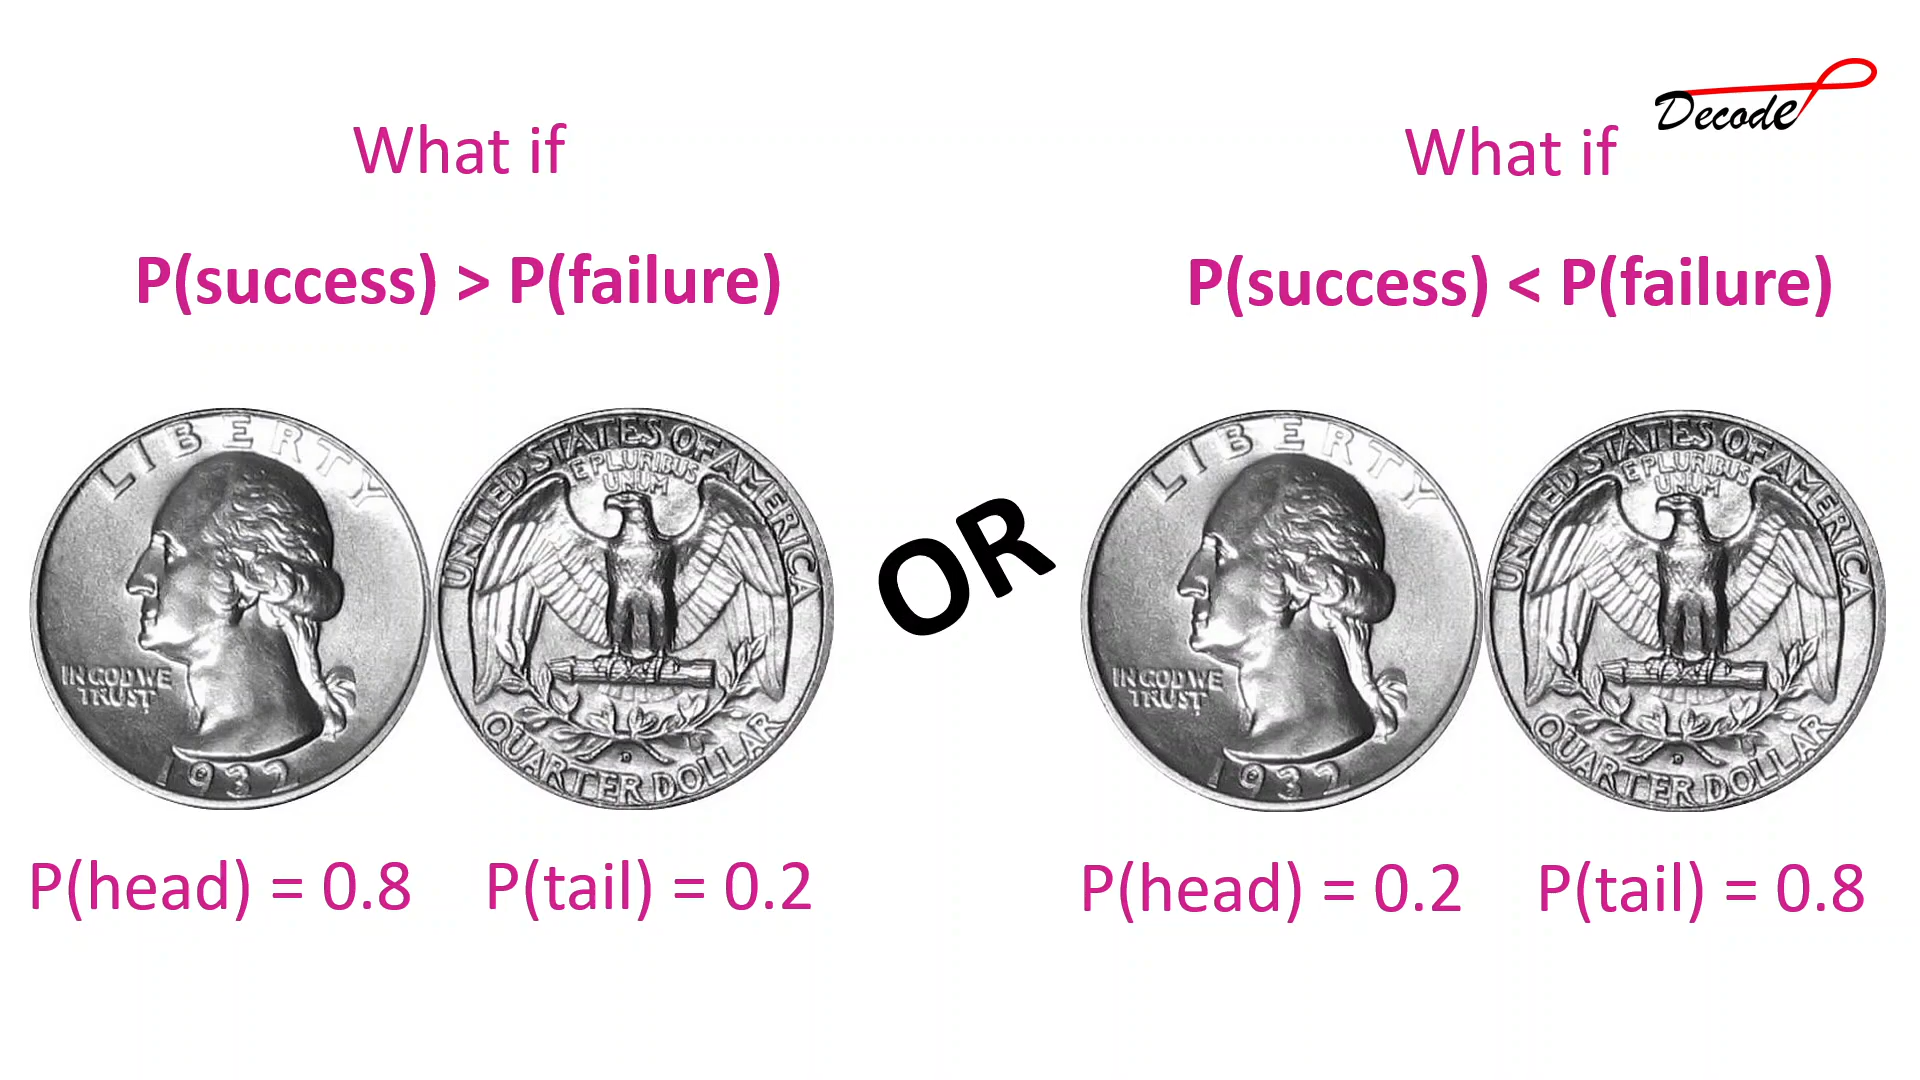 Decode
What if
P(success) > P(failure)
LIBERTY
IN GOD WE
TRUST
1932
UNITED STATES OF AMERICA
E PLURIBUS
UNUM
D
QUARTER DOLLAR
P(head) = 0.8
P(tail) = 0.2
OR
What if
P(success) < P(failure)
LIBERTY
IN GOD WE
TRUST
1932
UNITED STATES OF AMERICA
E PLURIBUS
UNUM
D
QUARTER DOLLAR
P(head) = 0.2
P(tail) = 0.8